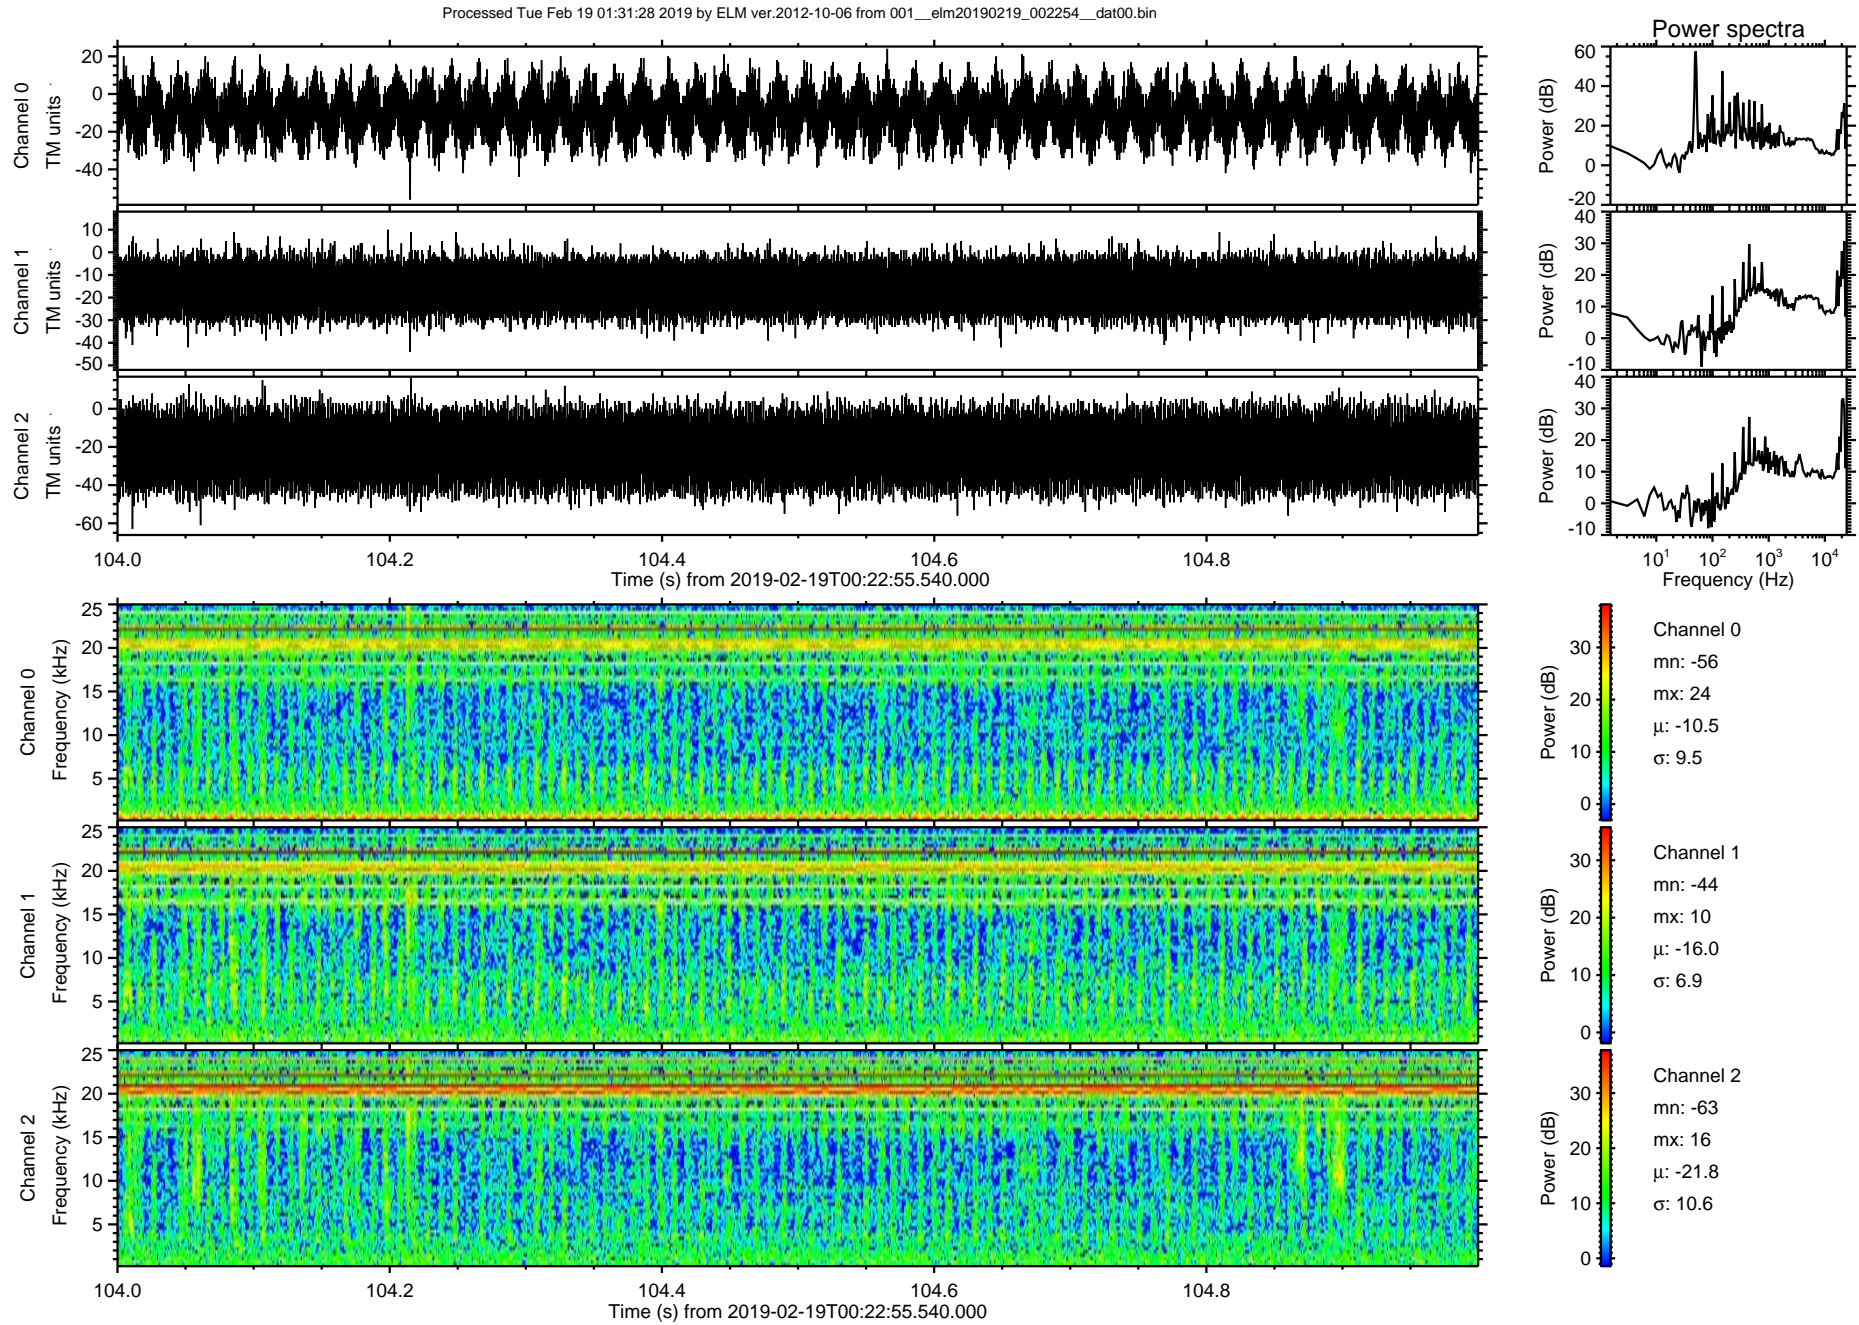 Processed Tue Feb 19 01:31:28 2019 by ELM ver.2012-10-06 from 001__elm20190219_002254__dat00.bin
Power spectra
Channel 0
TM units
20
0
-20
-40
Power (dB)
60
40
20
0
-20
Channel 1
TM units
10
0
-10
-20
-30
-40
-50
Power (dB)
40
30
20
10
0
-10
Channel 2
TM units
0
-20
-40
-60
Power (dB)
40
30
20
10
0
-10
104.0 104.2 104.4 104.6 104.8
Time (s) from 2019-02-19T00:22:55.540.000
10¹ 10² 10³ 10⁴
Frequency (Hz)
Channel 0
Frequency (kHz)
25
20
15
10
5
Power (dB)
30
20
10
0
Channel 0
mn: -56
mx: 24
µ: -10.5
σ: 9.5
Channel 1
Frequency (kHz)
25
20
15
10
5
Power (dB)
30
20
10
0
Channel 1
mn: -44
mx: 10
µ: -16.0
σ: 6.9
Channel 2
Frequency (kHz)
25
20
15
10
5
Power (dB)
30
20
10
0
Channel 2
mn: -63
mx: 16
µ: -21.8
σ: 10.6
104.0 104.2 104.4 104.6 104.8
Time (s) from 2019-02-19T00:22:55.540.000